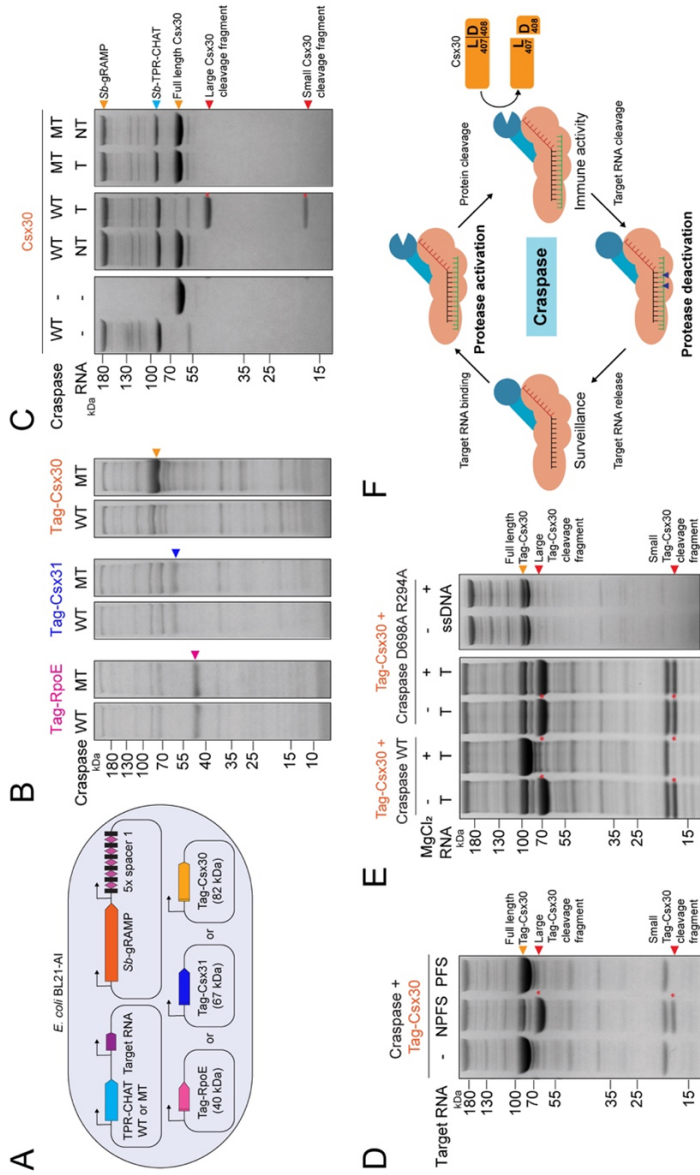 A
E. coli BL21-AI
TPR-CHAT
WT or MT
Target RNA
Sb-gRAMP
5x spacer 1
Tag-RpoE
(40 kDa)
or
Tag-Csx31
(67 kDa)
or
Tag-Csx30
(82 kDa)
B
Tag-RpoE
Tag-Csx31
Tag-Csx30
Craspase WT MT WT MT WT MT
kDa
180
130
100
70
55
40
35
25
15
10
C
Csx30
Craspase WT - WT WT MT MT
RNA - - NT T T NT
kDa
180
130
100
70
55
35
25
15
Sb-gRAMP
Sb-TPR-CHAT
Full length Csx30
Large Csx30
cleavage fragment
Small Csx30
cleavage fragment
D
Craspase +
Tag-Csx30
Target RNA - NPFS PFS
kDa
180
130
100
70
55
35
25
15
Full length
Tag-Csx30
Large
Tag-Csx30
cleavage
fragment
Small
Tag-Csx30
cleavage
fragment
E
Tag-Csx30 +
Craspase WT
Tag-Csx30 +
Craspase D698A R294A
MgCl₂ - + - + - +
RNA T T T T ssDNA
kDa
180
130
100
70
55
35
25
15
Full length
Tag-Csx30
Large
Tag-Csx30
cleavage
fragment
Small
Tag-Csx30
cleavage
fragment
F
Craspase
Surveillance
Target RNA binding
Protease activation
Protein cleavage
Csx30
L D
407 408
L D
407 408
Immune activity
Target RNA cleavage
Protease deactivation
Target RNA release